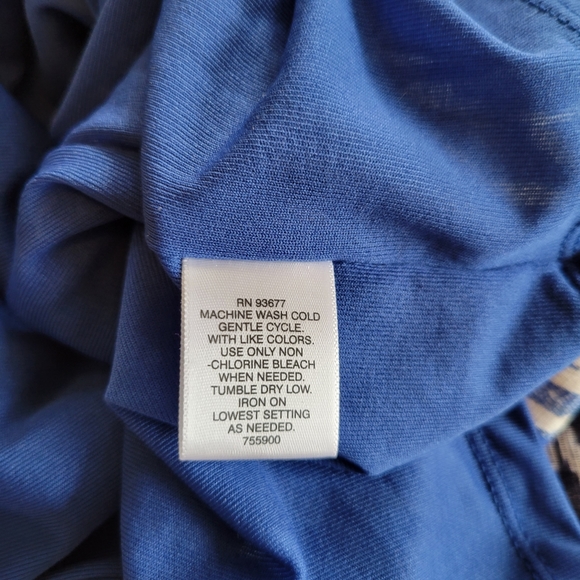 RN 93677
MACHINE WASH COLD
GENTLE CYCLE.
WITH LIKE COLORS.
USE ONLY NON
-CHLORINE BLEACH
WHEN NEEDED.
TUMBLE DRY LOW.
IRON ON
LOWEST SETTING
AS NEEDED.
755900